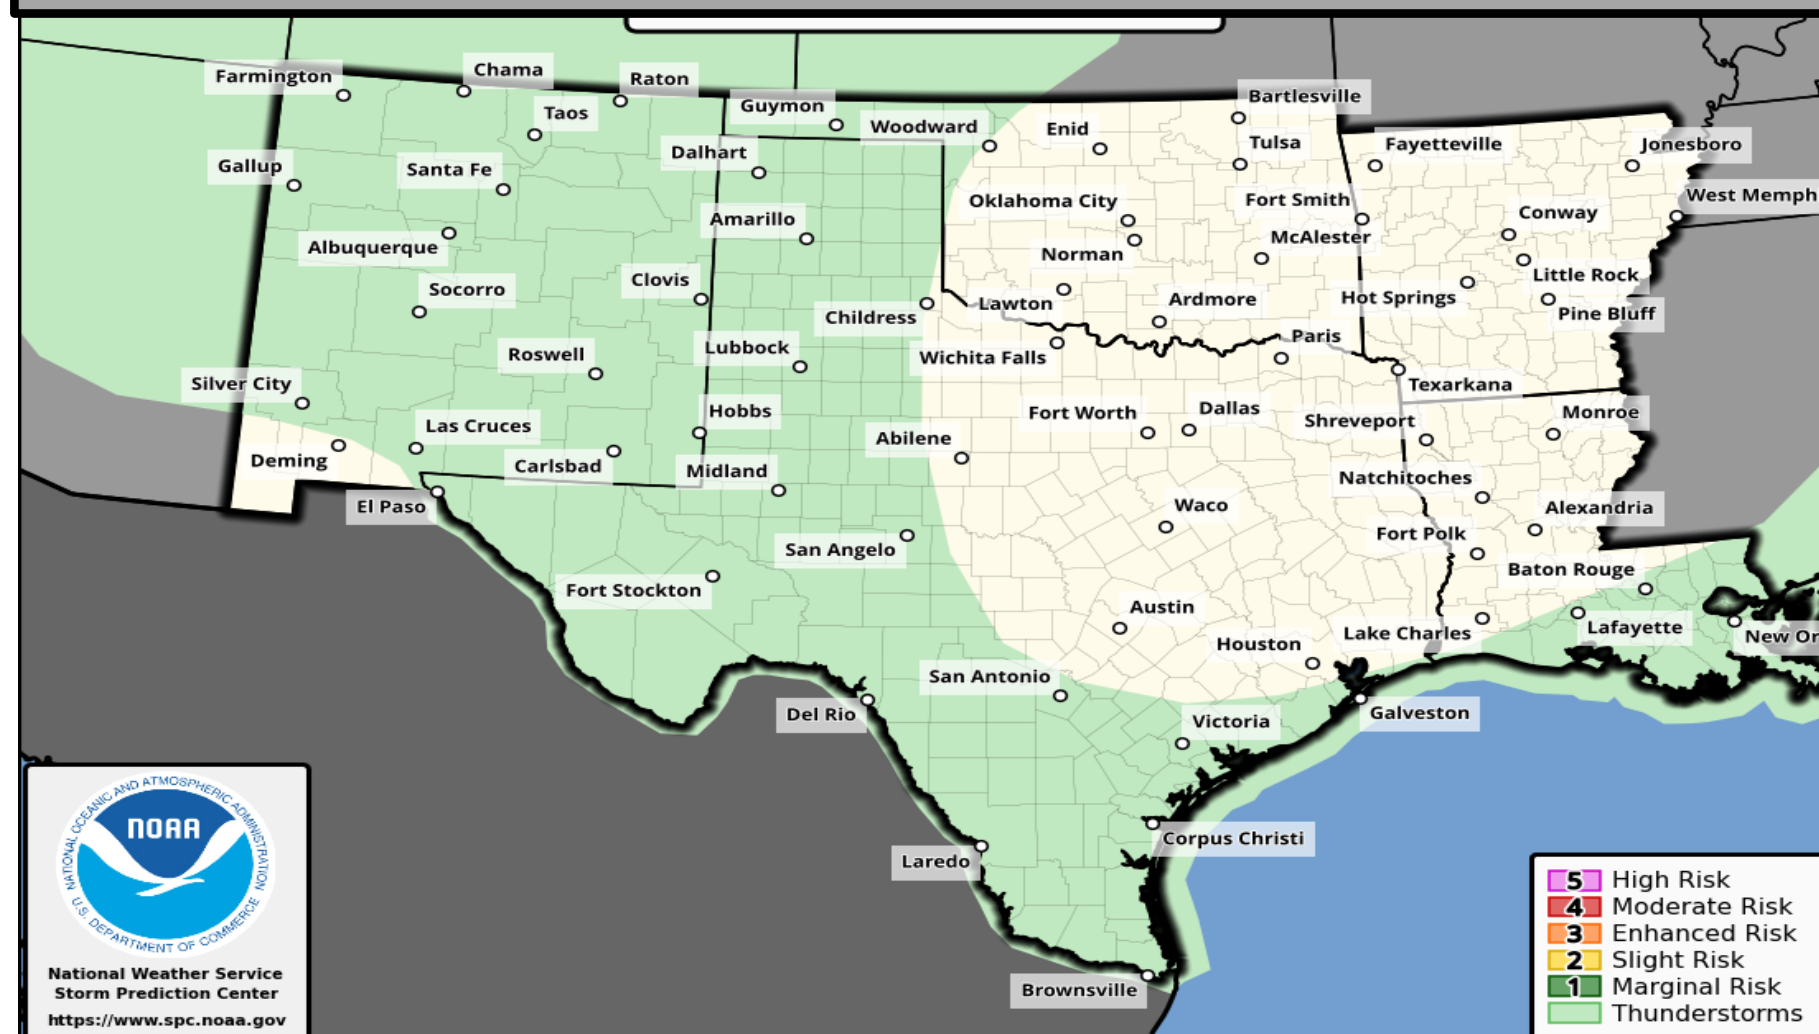 Farmington
Chama
Raton
Taos
Guymon
Woodward
Enid
Bartlesville
Tulsa
Fayetteville
Jonesboro
Gallup
Santa Fe
Dalhart
Amarillo
Oklahoma City
Fort Smith
Conway
West Memph
Albuquerque
Norman
McAlester
Little Rock
Socorro
Clovis
Childress
Lawton
Ardmore
Hot Springs
Pine Bluff
Roswell
Lubbock
Wichita Falls
Paris
Texarkana
Silver City
Las Cruces
Hobbs
Abilene
Fort Worth
Dallas
Shreveport
Monroe
Deming
Carlsbad
Midland
Natchitoches
El Paso
San Angelo
Waco
Fort Polk
Alexandria
Fort Stockton
Austin
Baton Rouge
Houston
Lake Charles
Lafayette
New Or
San Antonio
Del Rio
Victoria
Galveston
Laredo
Corpus Christi
Brownsville
NATIONAL OCEANIC AND ATMOSPHERIC ADMINISTRATION
NOAA
U.S. DEPARTMENT OF COMMERCE
National Weather Service
Storm Prediction Center
https://www.spc.noaa.gov
5 High Risk
4 Moderate Risk
3 Enhanced Risk
2 Slight Risk
1 Marginal Risk
Thunderstorms